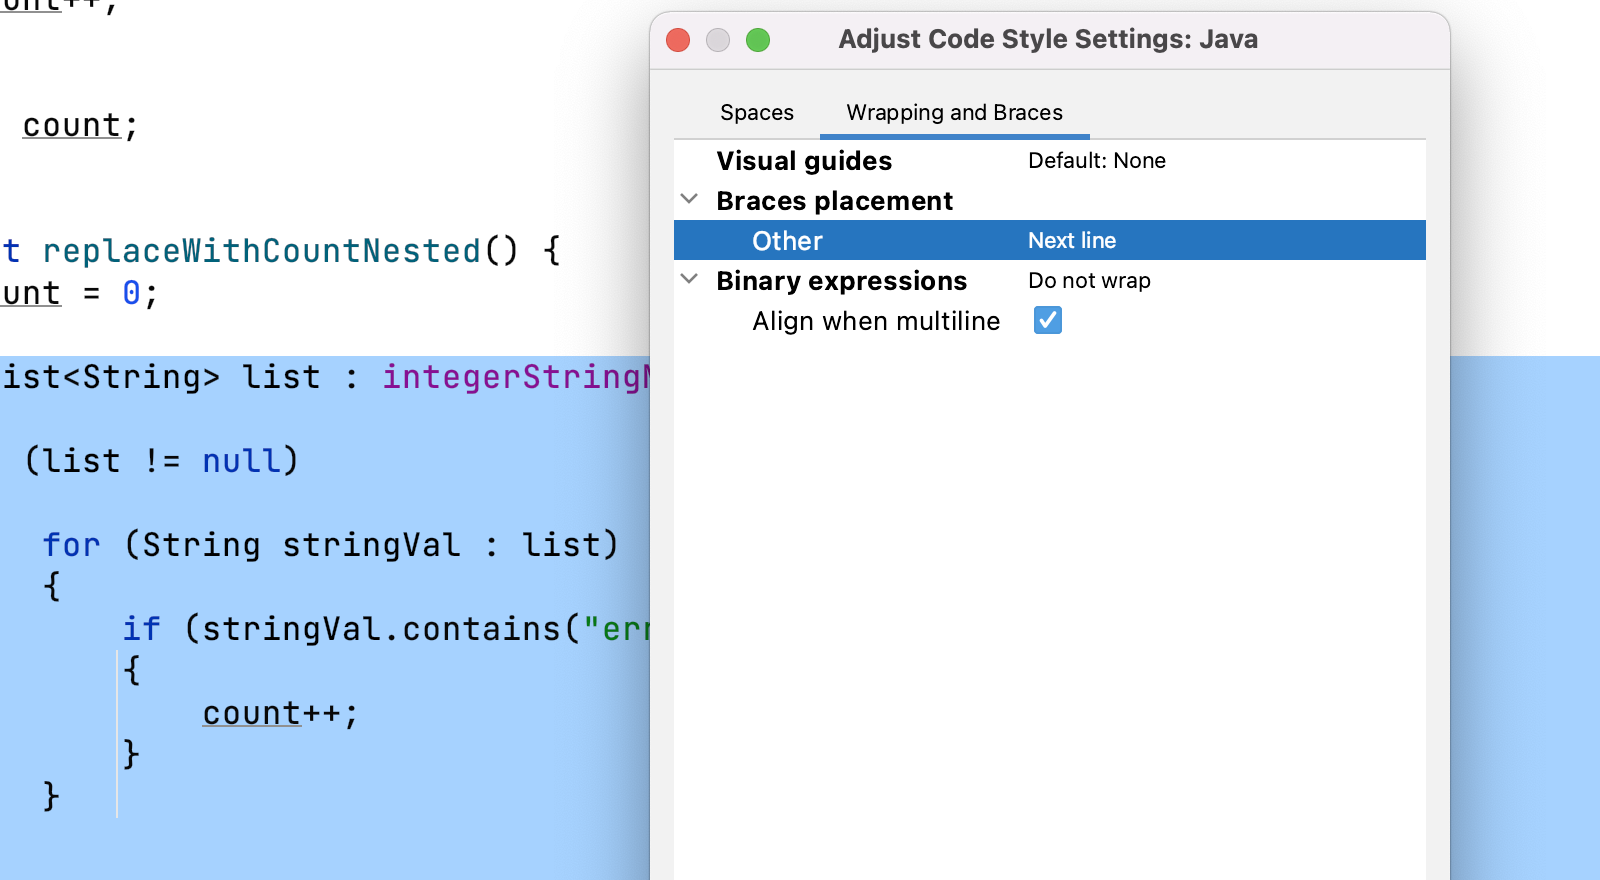 count;
t replaceWithCountNested() {
unt = 0;
ist<String> list : integerString
(list != null)
for (String stringVal : list)
{
if (stringVal.contains("err
{
count++;
}
}
Adjust Code Style Settings: Java
Spaces Wrapping and Braces
Visual guides Default: None
Braces placement
Other Next line
Binary expressions Do not wrap
Align when multiline